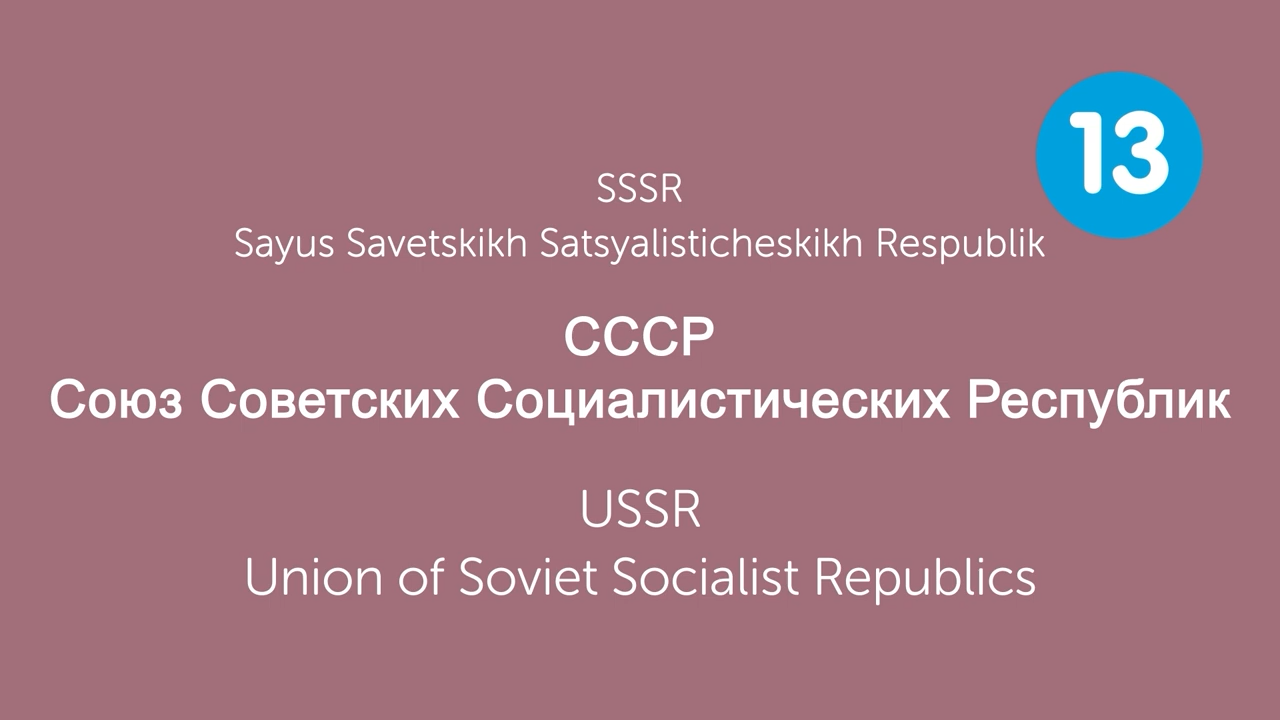 13
SSSR
Sayus Savetskikh Satsyalisticheskikh Respublik
СССР
Союз Советских Социалистических Республик
USSR
Union of Soviet Socialist Republics